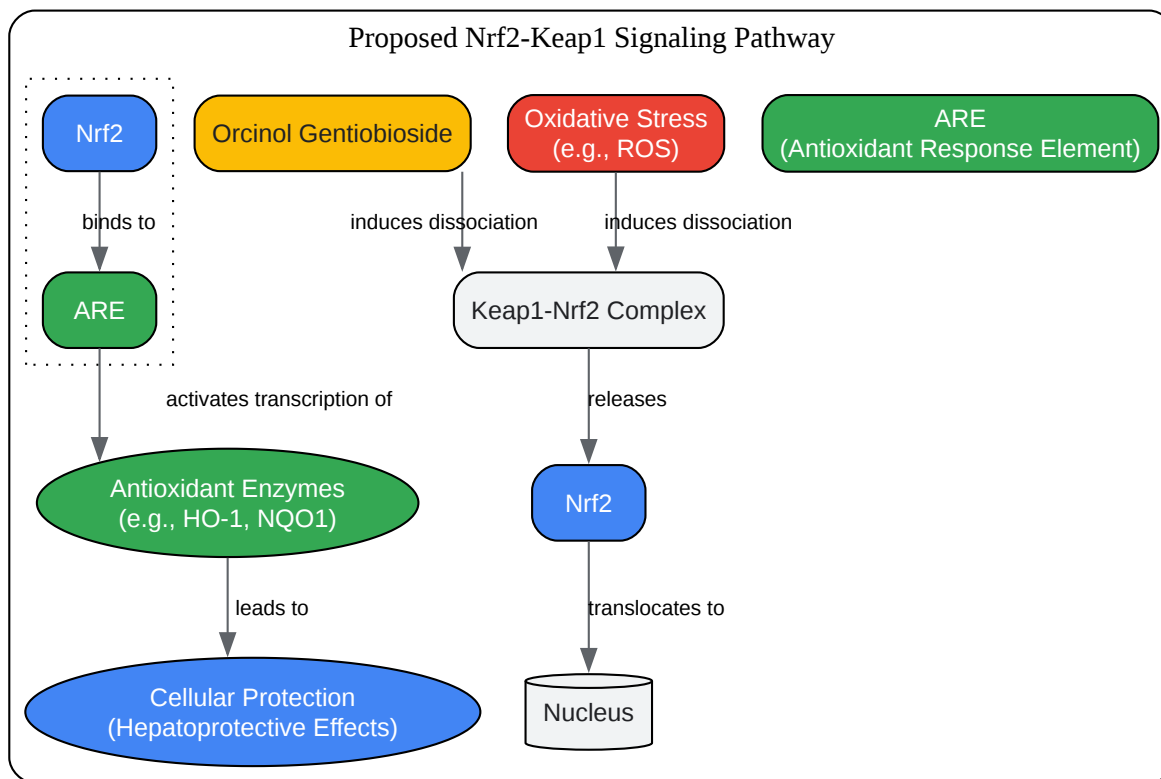 Proposed Nrf2-Keap1 Signaling Pathway
Nrf2
Orcinol Gentiobioside
Oxidative Stress
(e.g., ROS)
ARE
(Antioxidant Response Element)
binds to
induces dissociation
induces dissociation
ARE
Keap1-Nrf2 Complex
activates transcription of
releases
Antioxidant Enzymes
(e.g., HO-1, NQO1)
Nrf2
leads to
translocates to
Cellular Protection
(Hepatoprotective Effects)
Nucleus